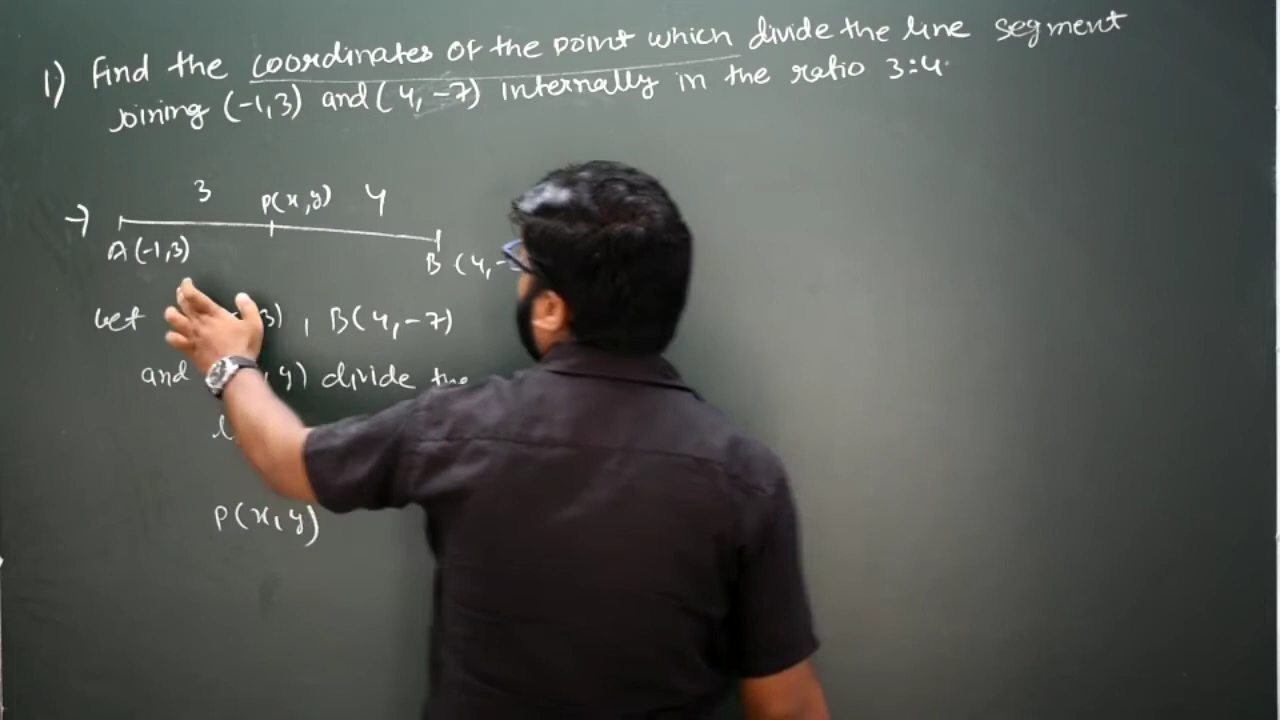 1) Find the coordinates of the point which divide the line segment
joining (-1,3) and (4,-7) internally in the ratio 3:4.
3 P(x,y) 4
→
A(-1,3) B (4,-
Let 3) , B(4,-7)
and ,y) divide the
P(x,y)